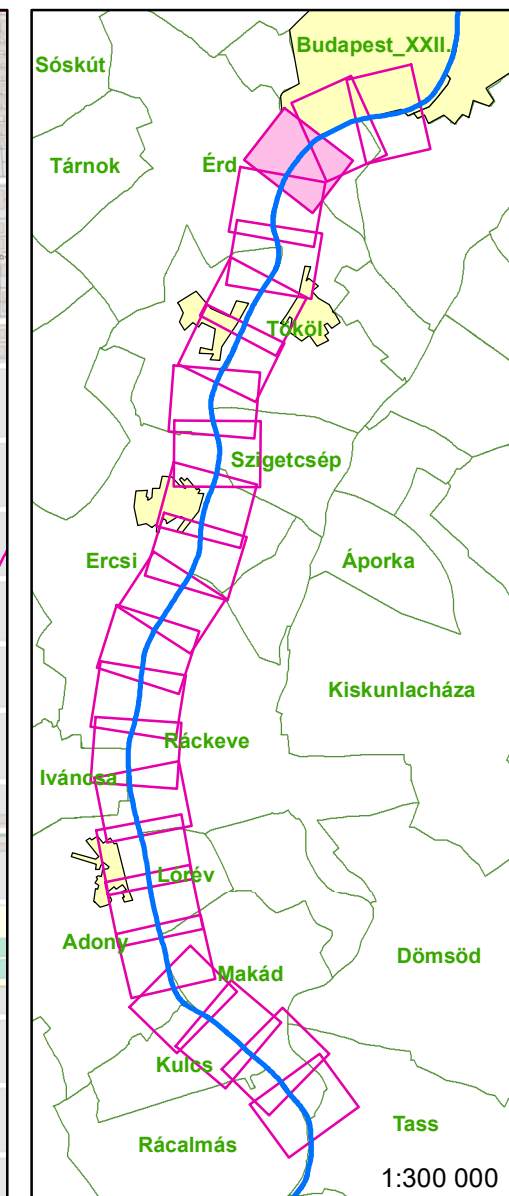 Budapest_XXII.
Sóskút
Tárnok
Érd
Tököl
Szigetcsép
Ercsi
Áporka
Kiskunlacháza
Ráckeve
Iváncsa
Lórév
Adony
Dömsöd
Makád
Kulcs
Tass
Rácalmás
1:300 000